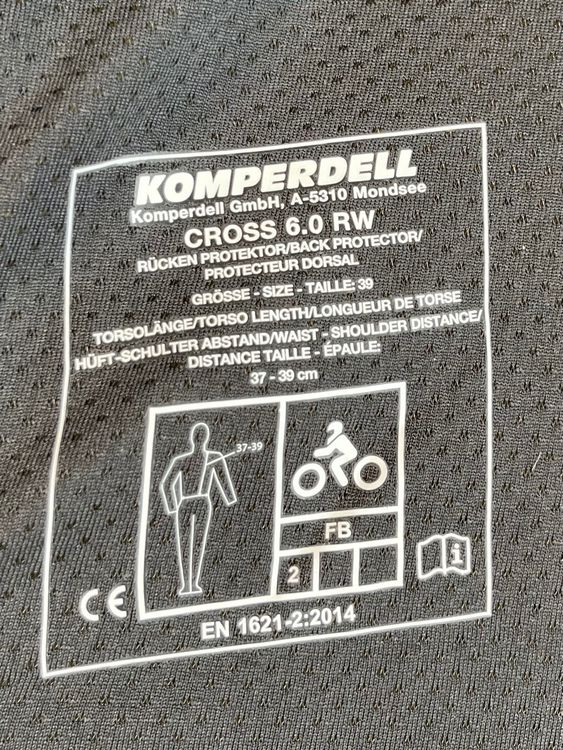 KOMPERDELL
Komperdell GmbH, A-5310 Mondsee
CROSS 6.0 RW
RÜCKEN PROTEKTOR/BACK PROTECTOR/
PROTECTEUR DORSAL
GRÖSSE - SIZE - TAILLE: 39
TORSOLÄNGE/TORSO LENGTH/LONGUEUR DE TORSE
HÜFT-SCHULTER ABSTAND/WAIST - SHOULDER DISTANCE/
DISTANCE TAILLE - ÉPAULE:
37 - 39 cm
37-39
FB
2
i
CE
EN 1621-2:2014